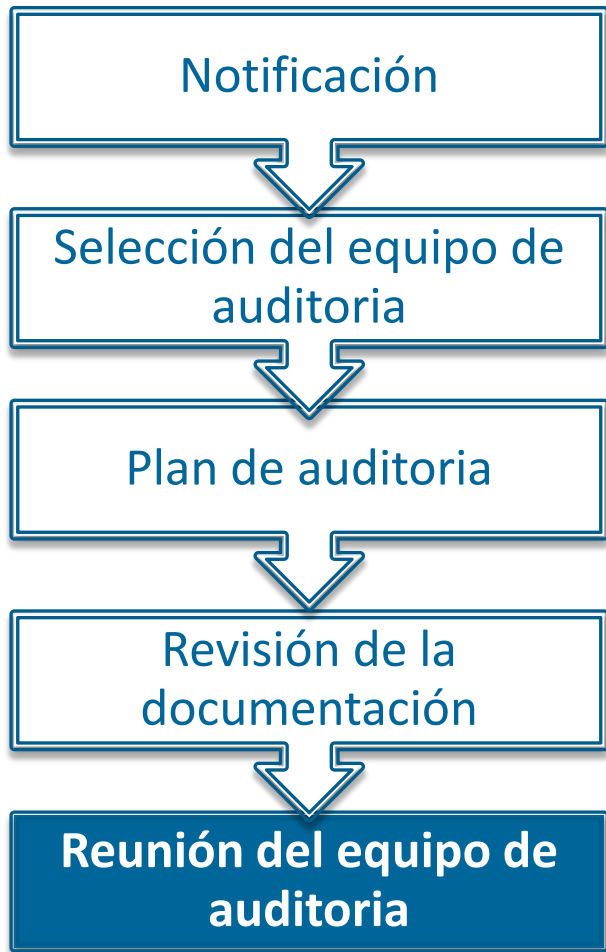 Notificación
Selección del equipo de
auditoria
Plan de auditoria
Revisión de la
documentación
Reunión del equipo de
auditoria